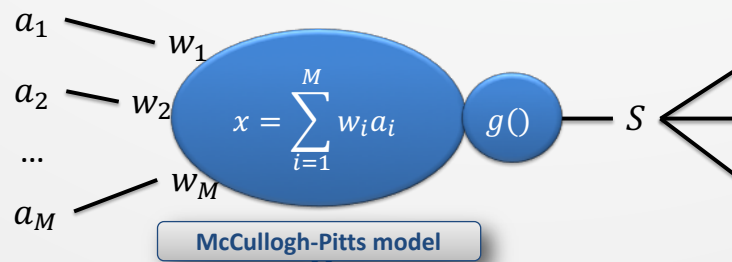 a₁ w₁
a₂ w₂
...
a_M w_M
x = ∑_{i=1}^{M} w_i a_i
g()
S
McCullogh-Pitts model